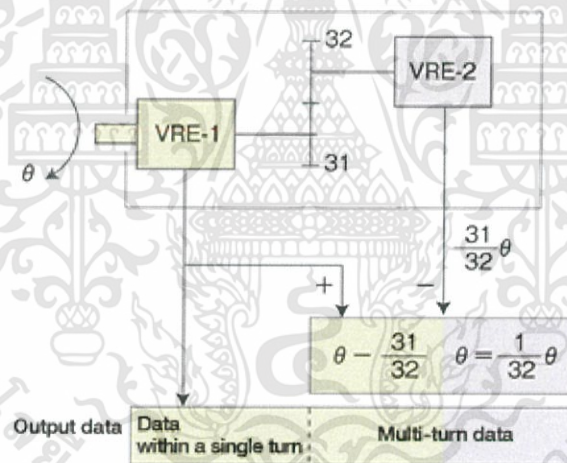 32
VRE-2
VRE-1
31
θ
31/32 θ
+
−
θ − 31/32 θ = 1/32 θ
Output data
Data
within a single turn
Multi-turn data